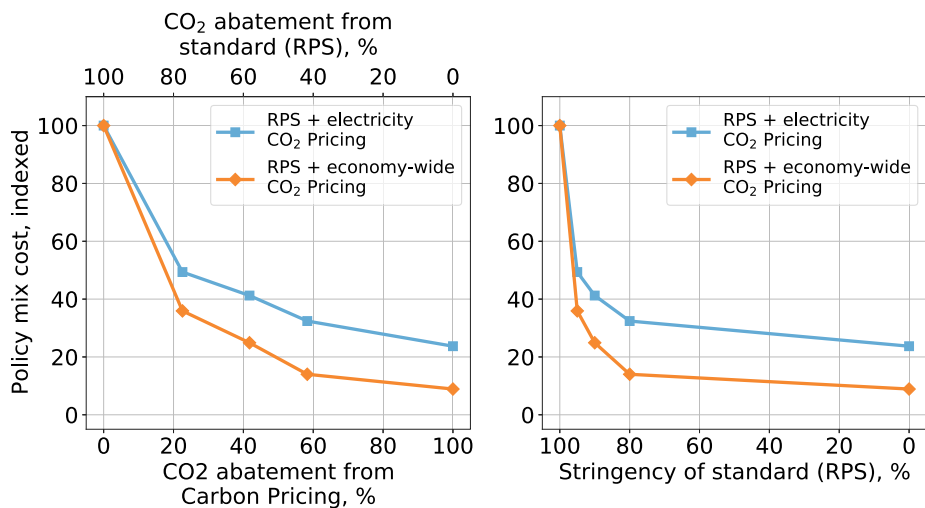 CO₂ abatement from
standard (RPS), %
100 80 60 40 20 0
Policy mix cost, indexed
100
80
60
40
20
0
RPS + electricity
CO₂ Pricing
RPS + economy-wide
CO₂ Pricing
0 20 40 60 80 100
CO2 abatement from
Carbon Pricing, %
100
80
60
40
20
0
RPS + electricity
CO₂ Pricing
RPS + economy-wide
CO₂ Pricing
100 80 60 40 20 0
Stringency of standard (RPS), %